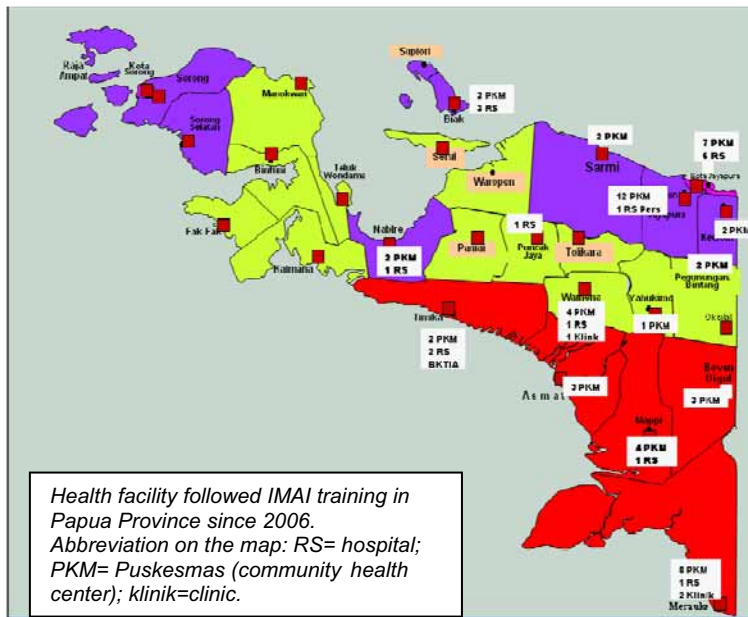 Supiori
Raja
Ampat
Kota
Sorong
Sorong
Manokwari
2 PKM
3 RS
Biak
Sorong
Selatan
Serui
2 PKM
Sarmi
7 PKM
6 RS
Kota Jayapura
Bintuni
Teluk
Wondama
Waropen
12 PKM
1 RS Pers
Jayapura
Keerom
2 PKM
Fak Fak
Nabire
1 RS
Paniai
Puncak
Jaya
Tolikara
Kaimana
1 RS
2 PKM
Pegunungan
Bintang
Wamena
Yahukimo
Oksibil
Timika
4 PKM
1 RS
1 Klinik
1 PKM
2 PKM
2 RS
BKTIA
Boven
Digul
Asmat
3 PKM
3 PKM
Mappi
4 PKM
1 RS
Health facility followed IMAI training in
Papua Province since 2006.
Abbreviation on the map: RS= hospital;
PKM= Puskesmas (community health
center); klinik=clinic.
8 PKM
1 RS
2 Klinik
Merauke